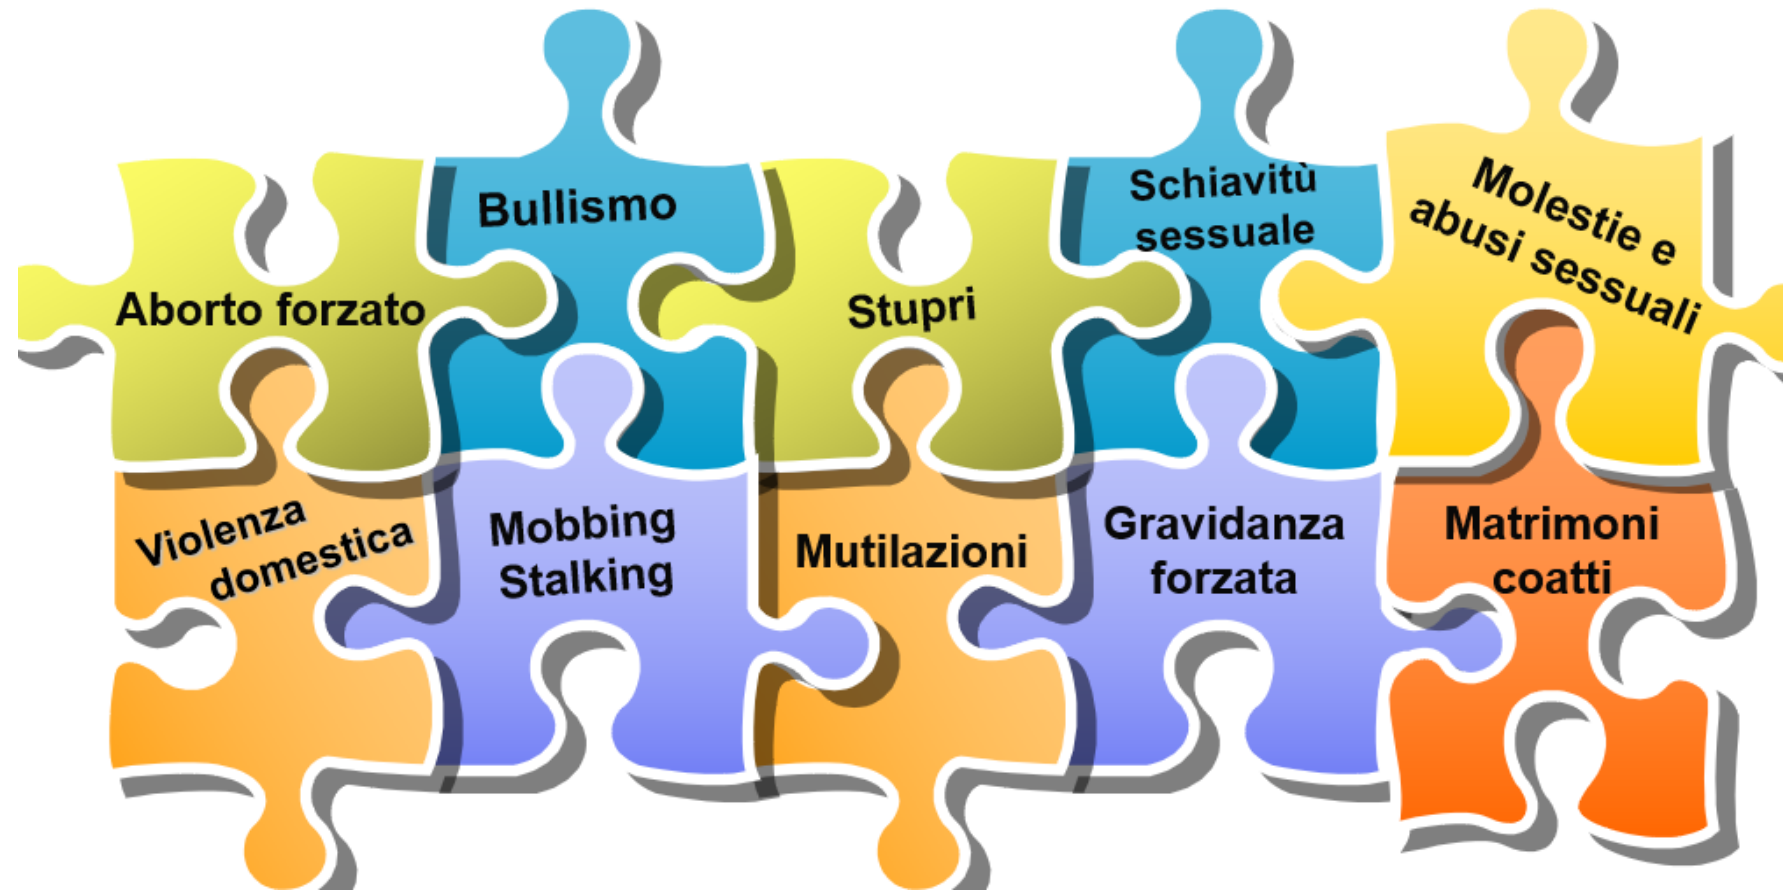 Aborto forzato
Bullismo
Stupri
Schiavitù
sessuale
Molestie e
abusi sessuali
Violenza
domestica
Mobbing
Stalking
Mutilazioni
Gravidanza
forzata
Matrimoni
coatti